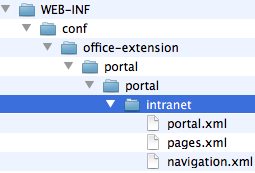 WEB-INF
conf
office-extension
portal
portal
intranet
portal.xml
pages.xml
navigation.xml